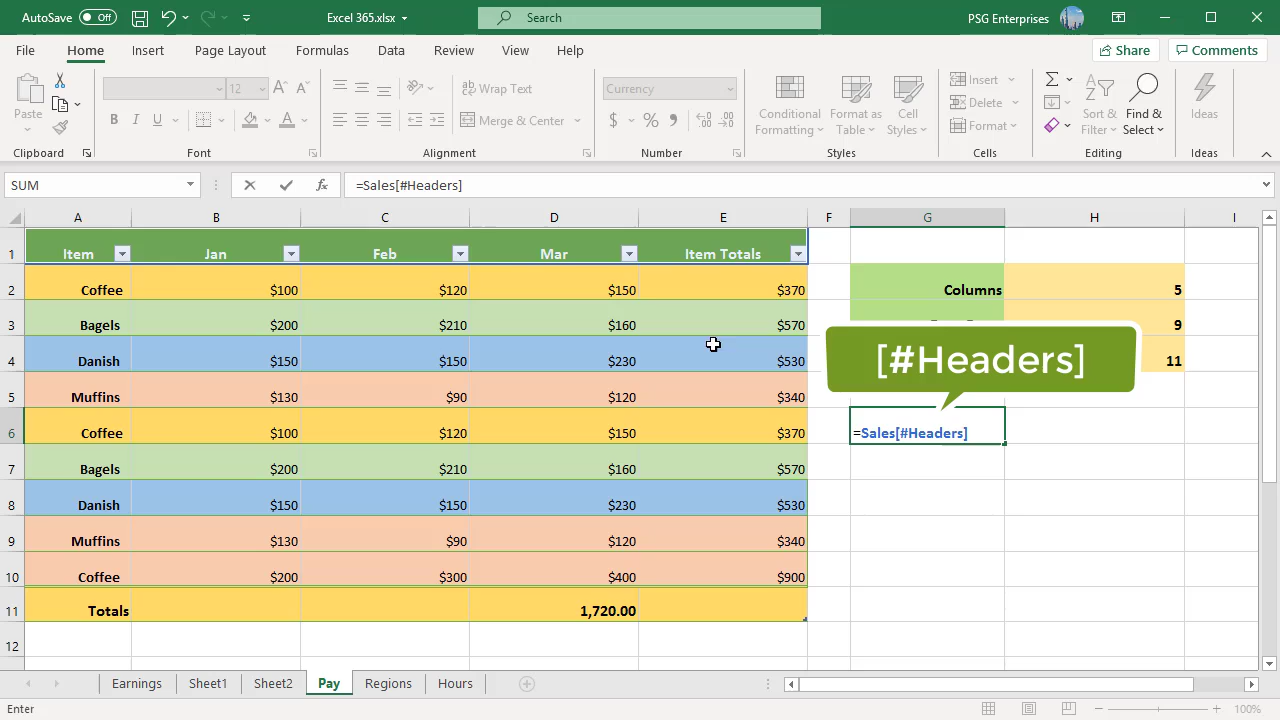 AutoSave Off Excel 365.xlsx Search PSG Enterprises
File Home Insert Page Layout Formulas Data Review View Help Share Comments
Paste 12 Wrap Text Currency Conditional Format as Cell Insert Sort & Find & Ideas
Merge & Center Formatting Table Styles Delete Filter Select
Format
Clipboard Font Alignment Number Styles Cells Editing Ideas
SUM =Sales[#Headers]
A B C D E F G H I
1 Item Jan Feb Mar Item Totals
2 Coffee $100 $120 $150 $370 Columns 5
3 Bagels $200 $210 $160 $570 9
4 Danish $150 $150 $230 $530 11
[#Headers]
5 Muffins $130 $90 $120 $340
6 Coffee $100 $120 $150 $370 =Sales[#Headers]
7 Bagels $200 $210 $160 $570
8 Danish $150 $150 $230 $530
9 Muffins $130 $90 $120 $340
10 Coffee $200 $300 $400 $900
11 Totals 1,720.00
12
Earnings Sheet1 Sheet2 Pay Regions Hours
Enter 100%